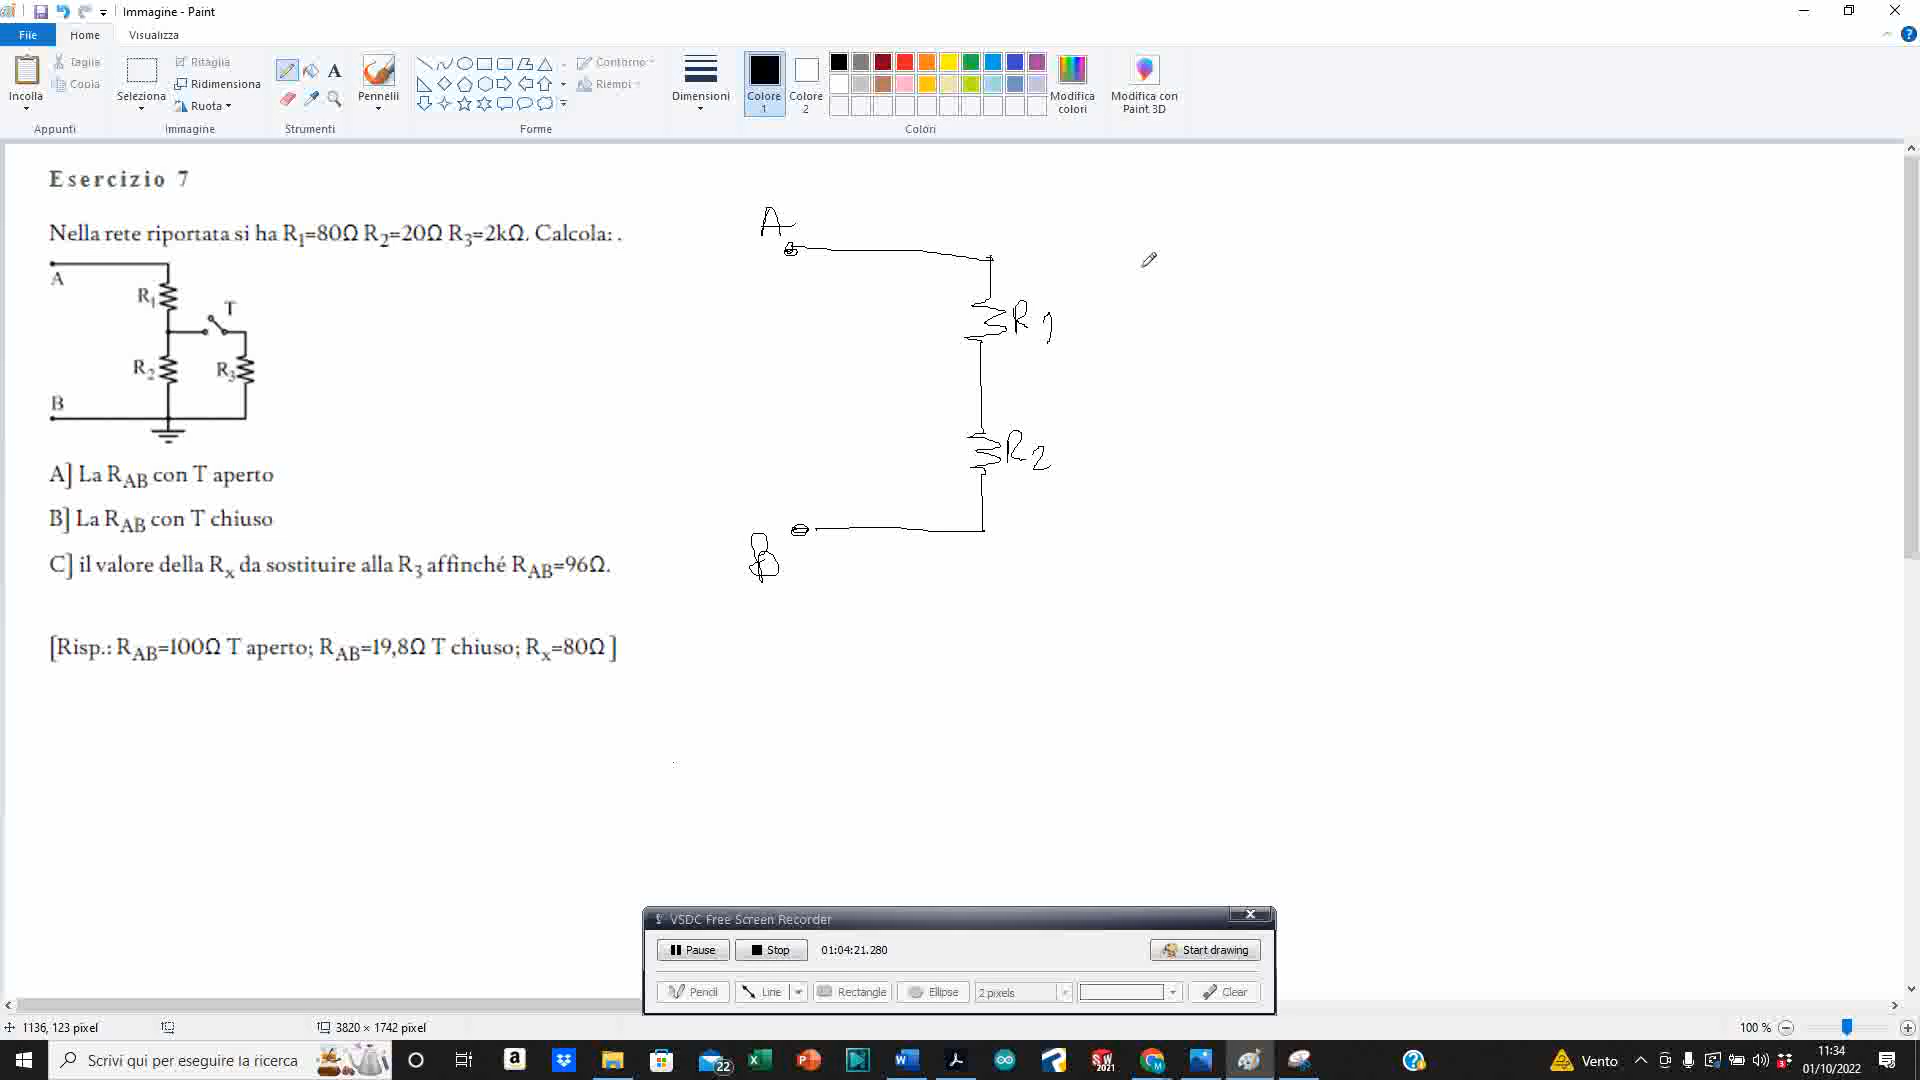 Immagine - Paint
File Home Visualizza
Incolla
Taglia
Copia
Appunti
Seleziona
Ritaglia
Ridimensiona
Ruota
Immagine
A
Strumenti
Pennelli
Contorno
Riempi
Forme
Dimensioni
Colore 1
Colore 2
Modifica colori
Colori
Modifica con Paint 3D
Esercizio 7
Nella rete riportata si ha R1=80Ω R2=20Ω R3=2kΩ. Calcola: .
A
R1
T
R2
R3
B
A] La RAB con T aperto
B] La RAB con T chiuso
C] il valore della Rx da sostituire alla R3 affinché RAB=96Ω.
[Risp.: RAB=100Ω T aperto; RAB=19,8Ω T chiuso; Rx=80Ω ]
A
R1
R2
B
VSDC Free Screen Recorder
Pause Stop 01:04:21.280 Start drawing
Pencil Line Rectangle Ellipse 2 pixels Clear
1136, 123 pixel 3820 × 1742 pixel 100 %
Scrivi qui per eseguire la ricerca 22 Vento 11:34
01/10/2022